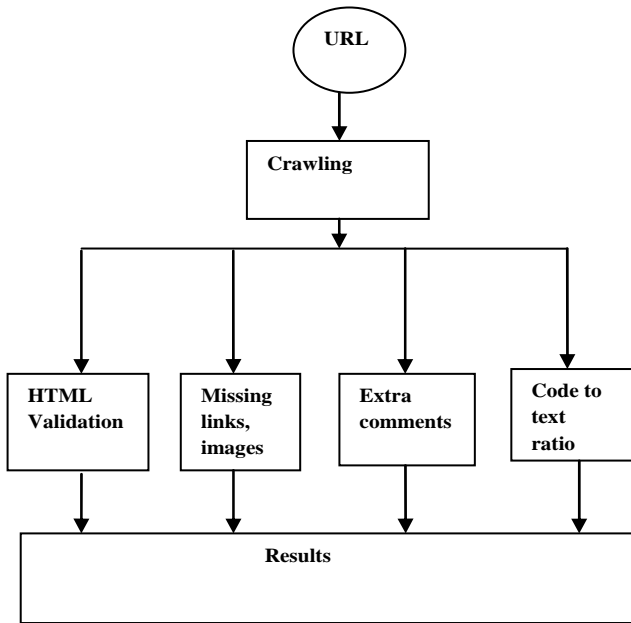 URL
Crawling
HTML
Validation
Missing
links,
images
Extra
comments
Code to
text
ratio
Results